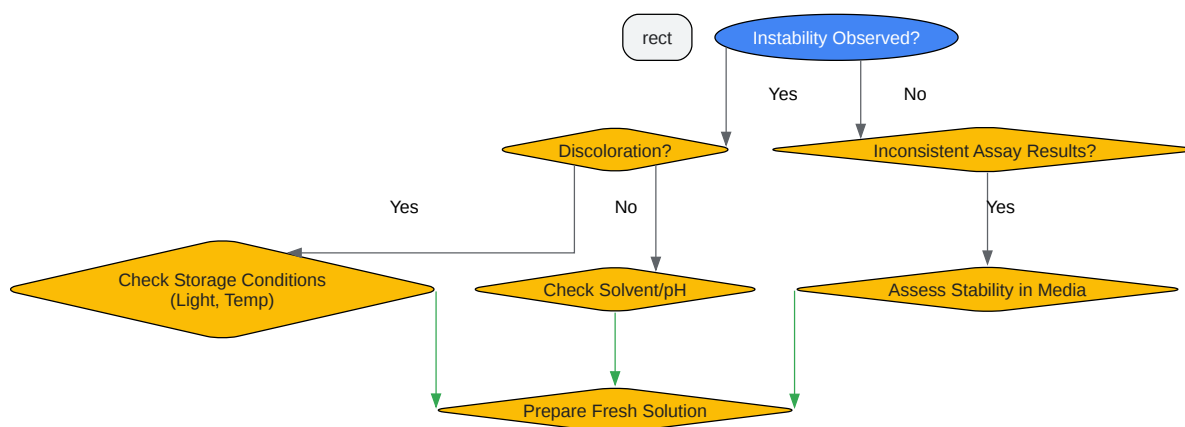 rect
Instability Observed?
Yes
No
Discoloration?
Inconsistent Assay Results?
Yes
No
Yes
Check Storage Conditions
(Light, Temp)
Check Solvent/pH
Assess Stability in Media
Prepare Fresh Solution